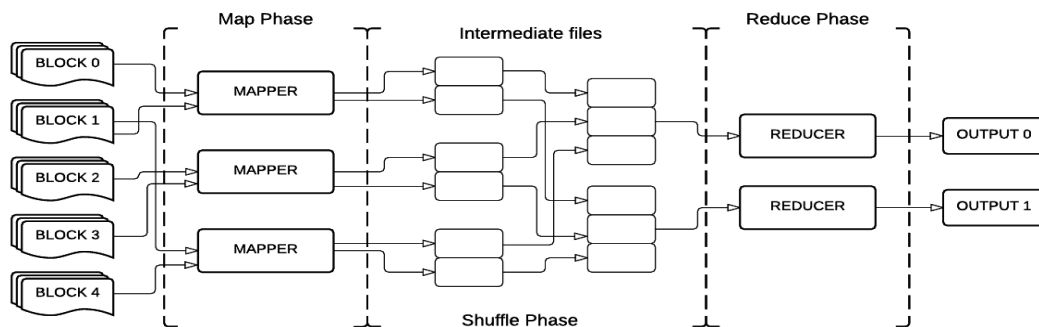 Map Phase
Intermediate files
Reduce Phase
BLOCK 0
BLOCK 1
BLOCK 2
BLOCK 3
BLOCK 4
MAPPER
MAPPER
MAPPER
REDUCER
REDUCER
OUTPUT 0
OUTPUT 1
Shuffle Phase